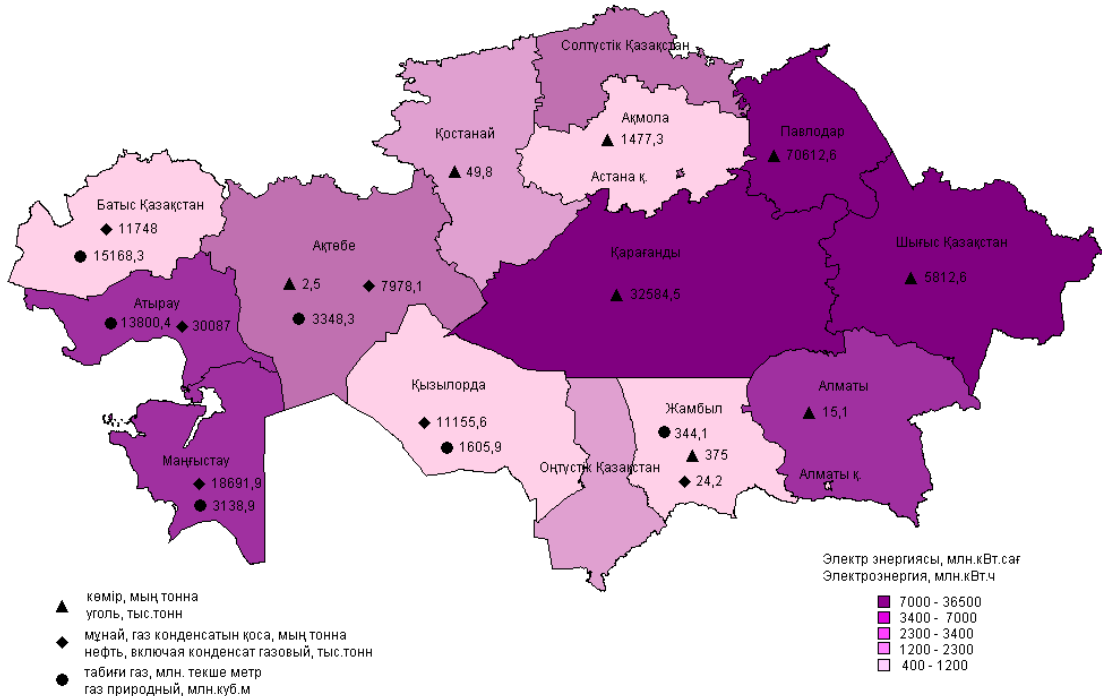 Солтүстік Қазақстан
Қостанай
49,8
Ақмола
1477,3
Астана қ.
Павлодар
70612,6
Батыс Қазақстан
11748
15168,3
Ақтөбе
2,5
7978,1
3348,3
Қарағанды
32584,5
Шығыс Қазақстан
5812,6
Атырау
13800,4
30087
Қызылорда
11155,6
1605,9
Жамбыл
344,1
375
24,2
Алматы
15,1
Алматы қ.
Оңтүстік Қазақстан
Маңғыстау
18691,9
3138,9
көмір, мың тонна
уголь, тыс.тонн
мұнай, газ конденсатын қоса, мың тонна
нефть, включая конденсат газовый, тыс.тонн
табиғи газ, млн. текше метр
газ природный, млн.куб.м
Электр энергиясы, млн.кВт.сағ
Электроэнергия, млн.кВт.ч
7000 - 36500
3400 - 7000
2300 - 3400
1200 - 2300
400 - 1200